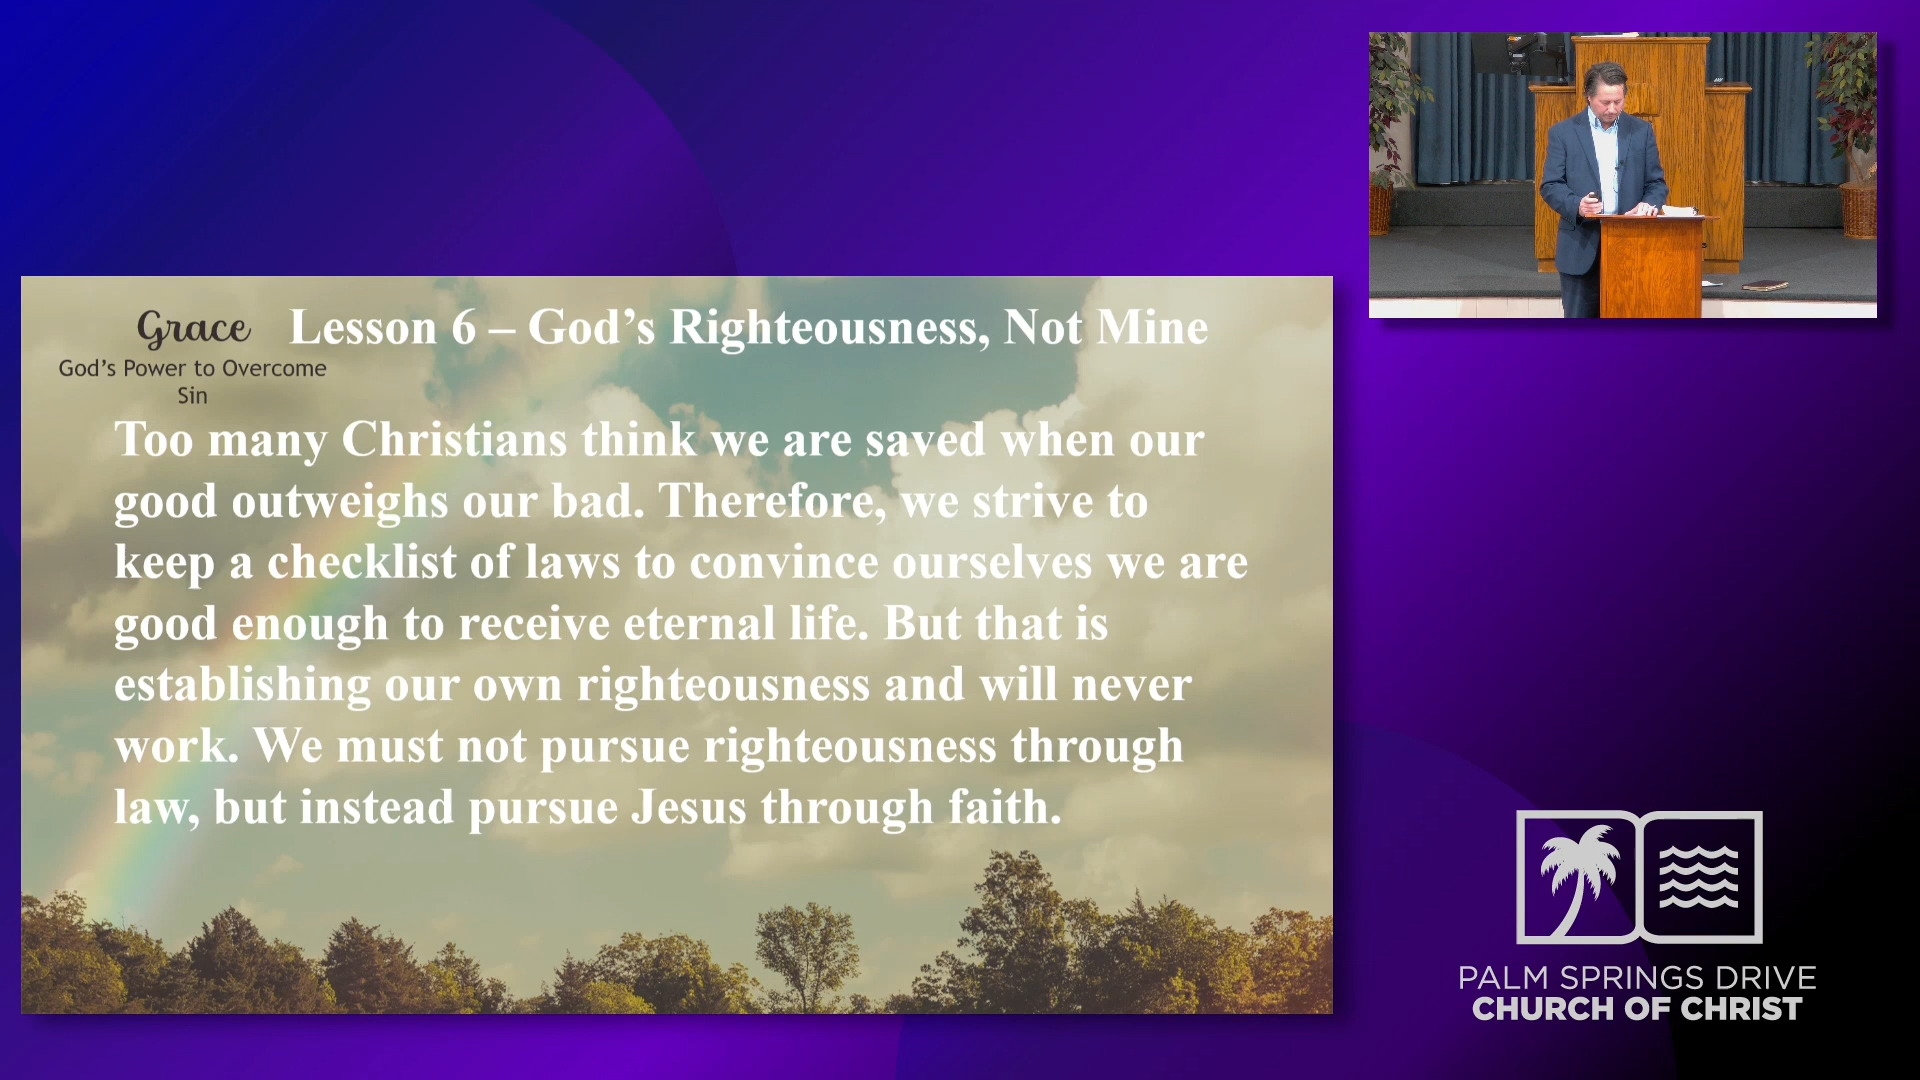 Grace
God’s Power to Overcome
Sin
Lesson 6 – God’s Righteousness, Not Mine
Too many Christians think we are saved when our
good outweighs our bad. Therefore, we strive to
keep a checklist of laws to convince ourselves we are
good enough to receive eternal life. But that is
establishing our own righteousness and will never
work. We must not pursue righteousness through
law, but instead pursue Jesus through faith.
PALM SPRINGS DRIVE
CHURCH OF CHRIST